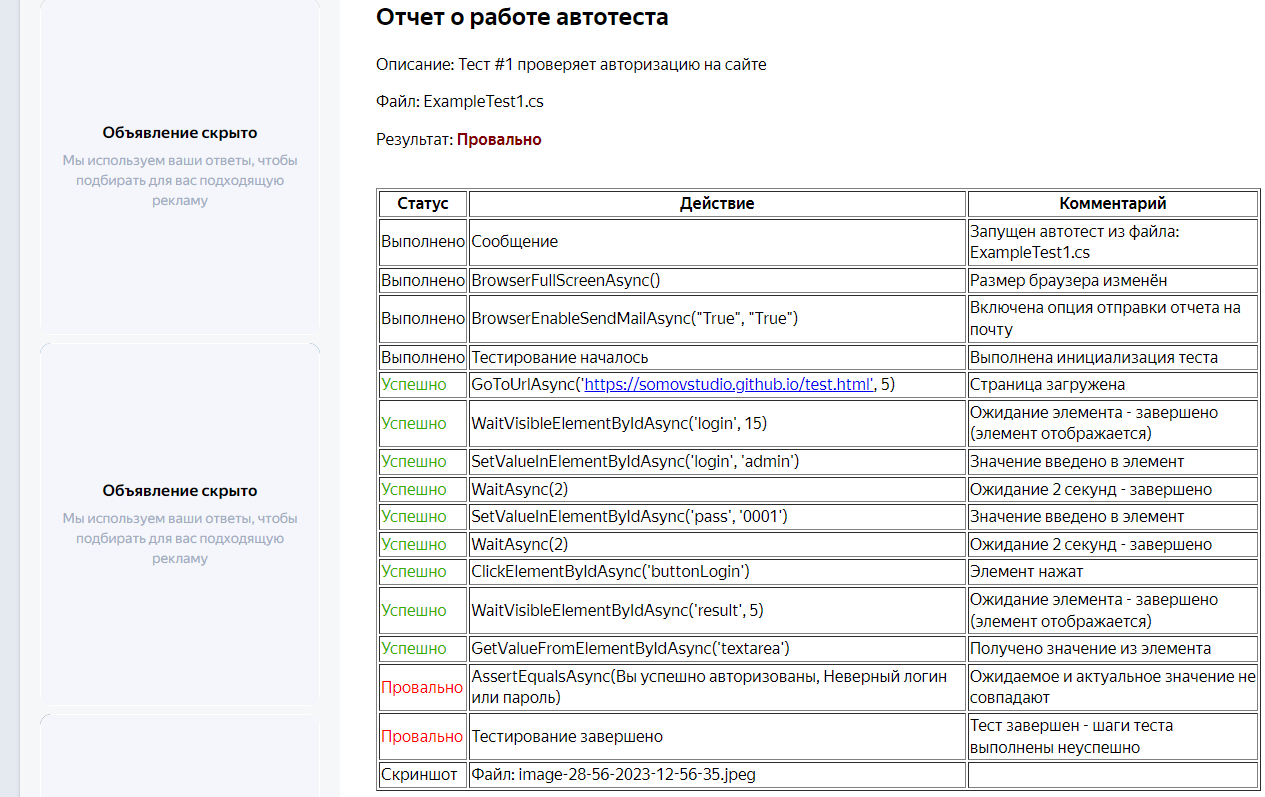 Объявление скрыто
Мы используем ваши ответы, чтобы
подбирать для вас подходящую
рекламу
Объявление скрыто
Мы используем ваши ответы, чтобы
подбирать для вас подходящую
рекламу
Отчет о работе автотеста
Описание: Тест #1 проверяет авторизацию на сайте
Файл: ExampleTest1.cs
Результат: Провально
Статус Действие Комментарий
Выполнено Сообщение Запущен автотест из файла:
ExampleTest1.cs
Выполнено BrowserFullScreenAsync() Размер браузера изменён
Выполнено BrowserEnableSendMailAsync("True", "True") Включена опция отправки отчета на
почту
Выполнено Тестирование началось Выполнена инициализация теста
Успешно GoToUrlAsync('https://somovstudio.github.io/test.html', 5) Страница загружена
Успешно WaitVisibleElementByIdAsync('login', 15) Ожидание элемента - завершено
(элемент отображается)
Успешно SetValueInElementByIdAsync('login', 'admin') Значение введено в элемент
Успешно WaitAsync(2) Ожидание 2 секунд - завершено
Успешно SetValueInElementByIdAsync('pass', '0001') Значение введено в элемент
Успешно WaitAsync(2) Ожидание 2 секунд - завершено
Успешно ClickElementByIdAsync('buttonLogin') Элемент нажат
Успешно WaitVisibleElementByIdAsync('result', 5) Ожидание элемента - завершено
(элемент отображается)
Успешно GetValueFromElementByIdAsync('textarea') Получено значение из элемента
Провально AssertEqualsAsync(Вы успешно авторизованы, Неверный логин
или пароль) Ожидаемое и актуальное значение не
совпадают
Провально Тестирование завершено Тест завершен - шаги теста
выполнены неуспешно
Скриншот Файл: image-28-56-2023-12-56-35.jpeg